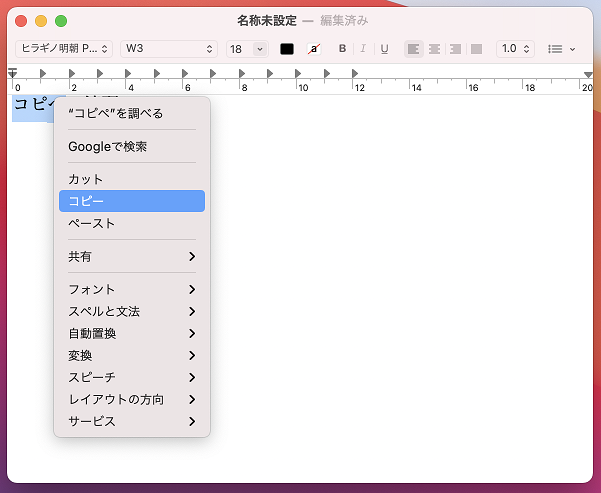 名称未設定 — 編集済み
ヒラギノ明朝 P... W3 18 a B I U 1.0
0 2 4 6 8 10 12 14 16 18 20
コピペ
“コピペ”を調べる
Googleで検索
カット
コピー
ペースト
共有
フォント
スペルと文法
自動置換
変換
スピーチ
レイアウトの方向
サービス